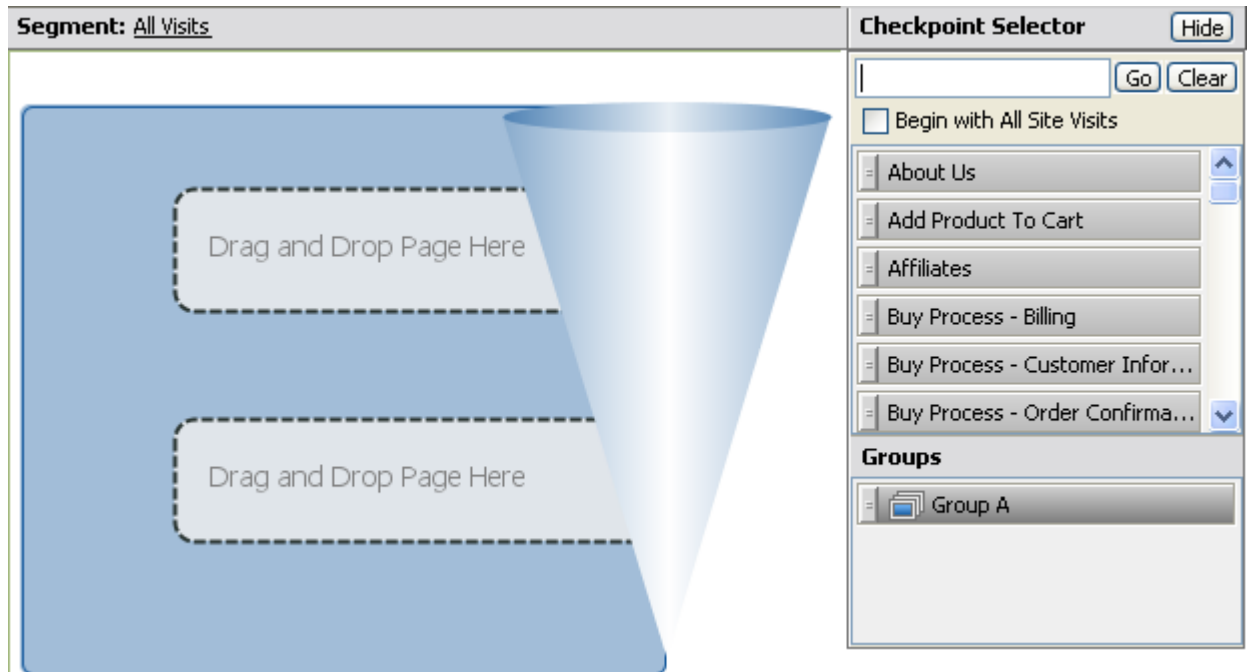 Segment: All Visits
Checkpoint Selector
Hide
Go
Clear
Begin with All Site Visits
About Us
Add Product To Cart
Affiliates
Buy Process - Billing
Buy Process - Customer Infor...
Buy Process - Order Confirma...
Groups
Group A
Drag and Drop Page Here
Drag and Drop Page Here